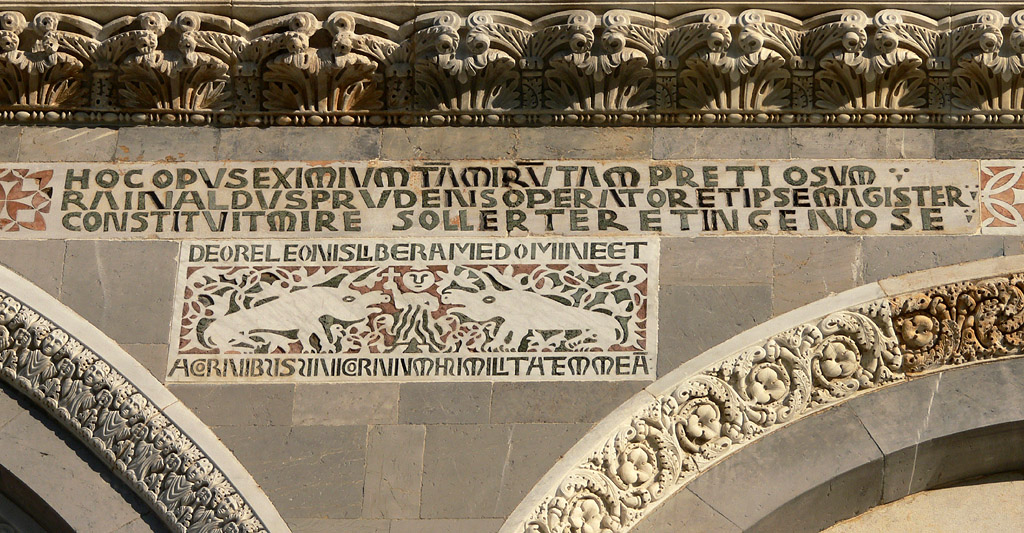 HOC OPVS EXIMIVM TAM MIRVM TAM PRETIOSVM
RAINALDVS PRVDENS OPERATOR ET IPSE MAGISTER
CONSTITVIT MIRE SOLLERTER ET INGENIOSE
DE ORE LEONIS LIBERA ME DOMINE ET
A CORNIBVS VNICORNIVM HVMILITATEM MEA